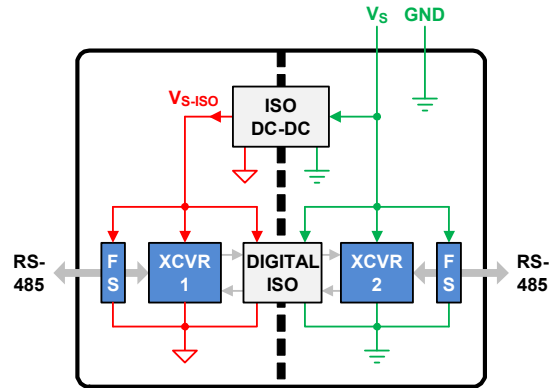 VS GND
VS-ISO
ISO
DC-DC
RS-
485
F
S
XCVR
1
DIGITAL
ISO
XCVR
2
F
S
RS-
485